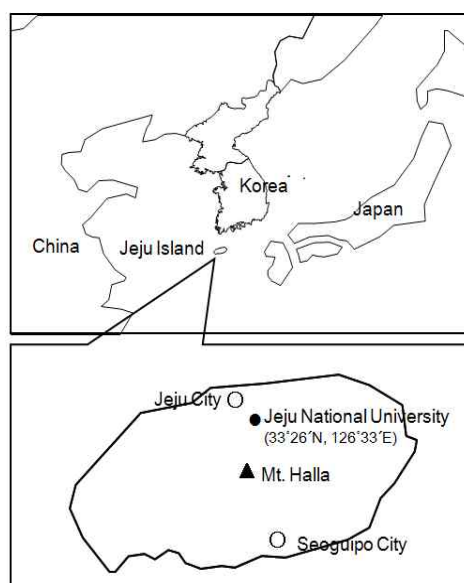 Korea
Japan
China
Jeju Island
Jeju City
Jeju National University
(33˚26´N, 126˚33´E)
Mt. Halla
Seoguipo City